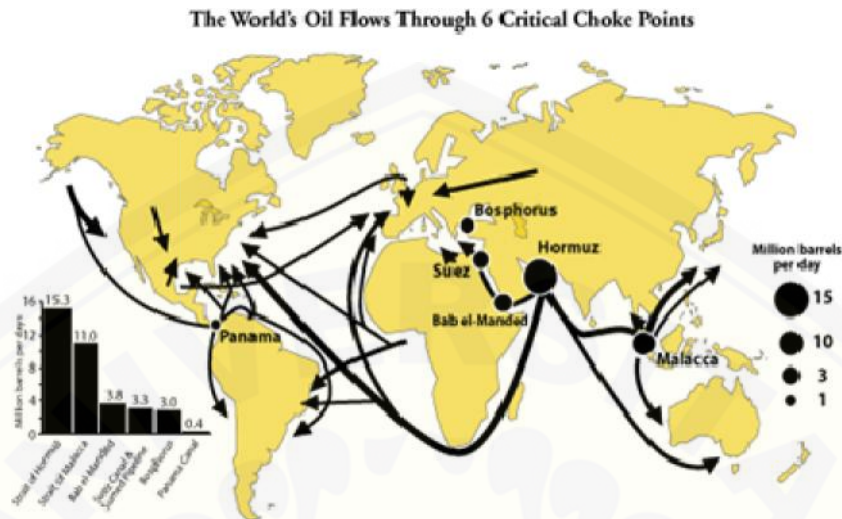 The World's Oil Flows Through 6 Critical Choke Points
Bosphorus
Hormuz
Suez
Bab el-Manded
Panama
Malacca
Million barrels
per day
15
10
3
1
Million barrels per days
16
12
8
4
0
15.3
11.0
3.8
3.3
3.0
0.4
Strait of Hormuz
Strait of Malacca
Bab el-Manded
Suez Canal &
Sumed Pipeline
Bosphorus
Panama Canal